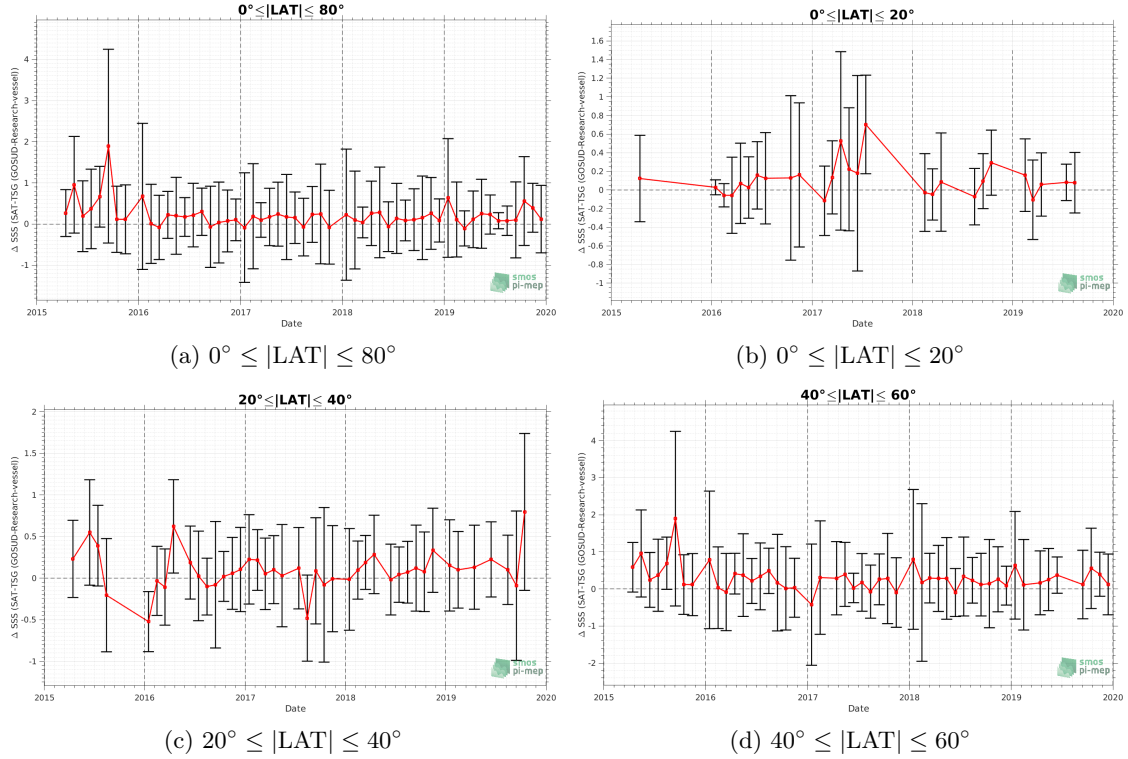 0°≤|LAT|≤ 80°
Δ SSS (SAT-TSG (GOSUD-Research-vessel))
4
3
2
1
0
-1
2015 2016 2017 2018 2019 2020
Date
smos
pi-mep
(a) 0° ≤ |LAT| ≤ 80°
0°≤|LAT|≤ 20°
Δ SSS (SAT-TSG (GOSUD-Research-vessel))
1.6
1.4
1.2
1
0.8
0.6
0.4
0.2
0
-0.2
-0.4
-0.6
-0.8
-1
2015 2016 2017 2018 2019 2020
Date
smos
pi-mep
(b) 0° ≤ |LAT| ≤ 20°
20°≤|LAT|≤ 40°
Δ SSS (SAT-TSG (GOSUD-Research-vessel))
2
1.5
1
0.5
0
-0.5
-1
2015 2016 2017 2018 2019 2020
Date
smos
pi-mep
(c) 20° ≤ |LAT| ≤ 40°
40°≤|LAT|≤ 60°
Δ SSS (SAT-TSG (GOSUD-Research-vessel))
4
3
2
1
0
-1
-2
2015 2016 2017 2018 2019 2020
Date
smos
pi-mep
(d) 40° ≤ |LAT| ≤ 60°